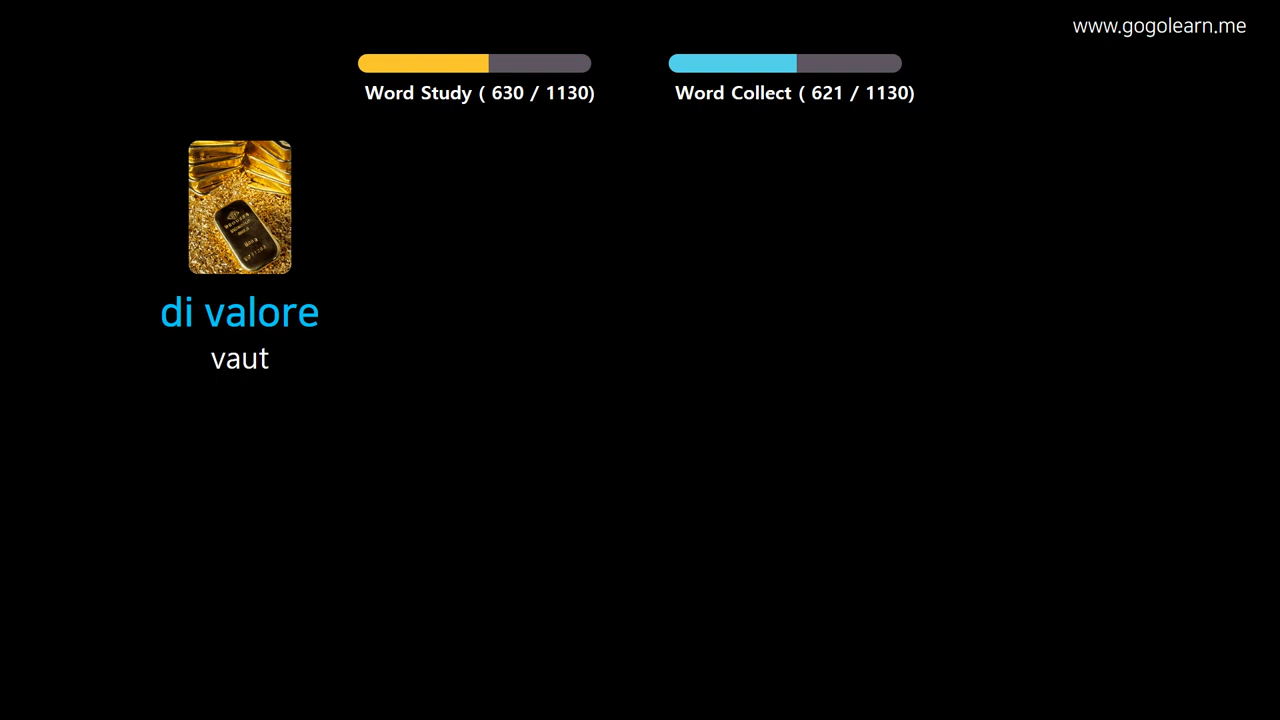 www.gogolearn.me
Word Study ( 630 / 1130)
Word Collect ( 621 / 1130)
di valore
vaut